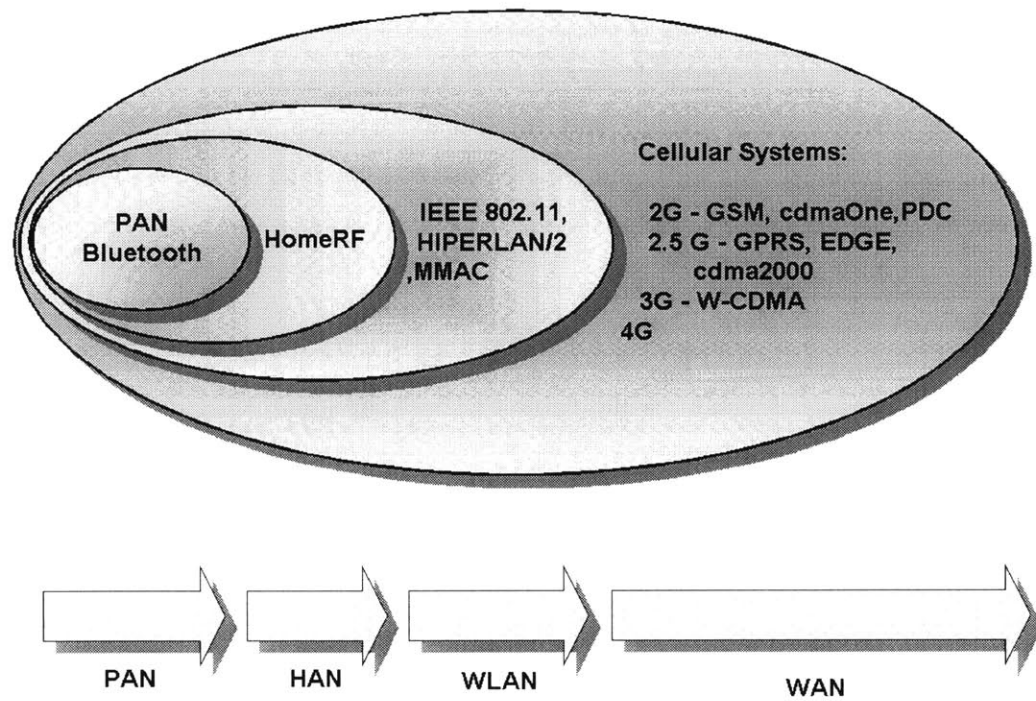 PAN
Bluetooth
HomeRF
IEEE 802.11,
HIPERLAN/2
,MMAC
Cellular Systems:
2G - GSM, cdmaOne,PDC
2.5 G - GPRS, EDGE,
cdma2000
3G - W-CDMA
4G
PAN
HAN
WLAN
WAN